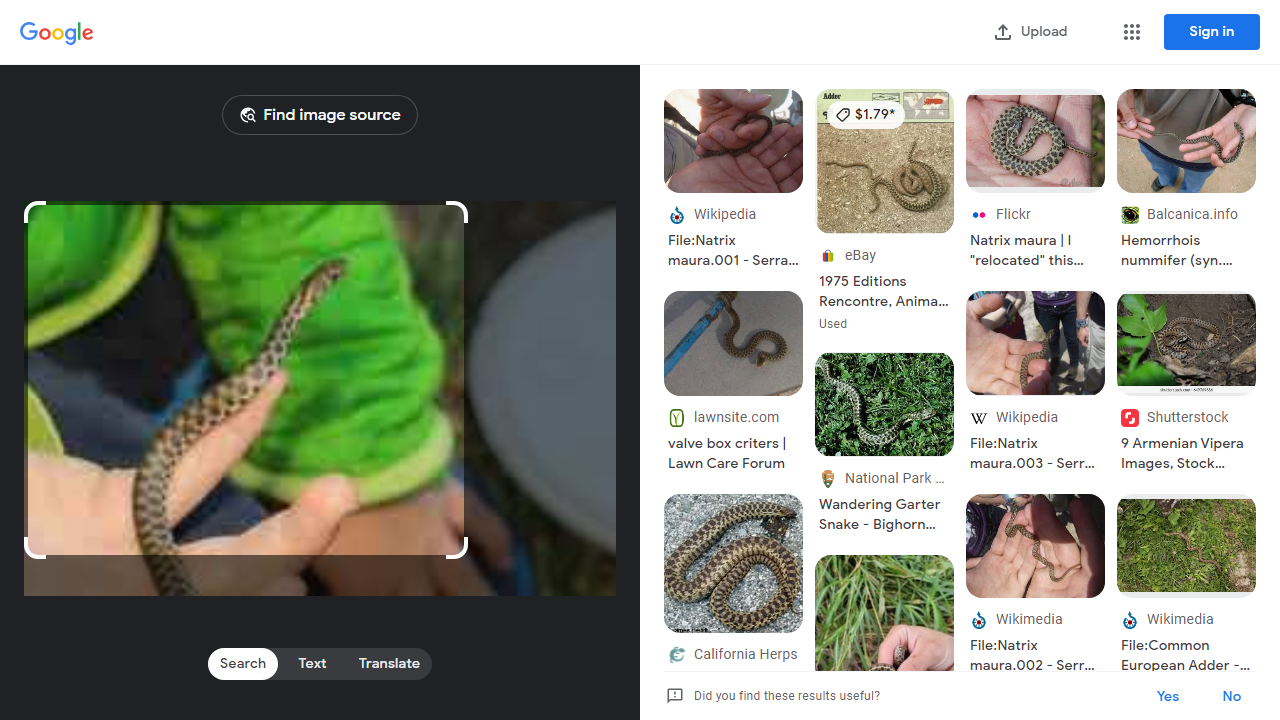 Google
Upload
Sign in
Find image source
Search
Text
Translate
Wikipedia
File:Natrix
maura.001 - Serra...
lawnsite.com
valve box criters |
Lawn Care Forum
California Herps
Adder
$1.79*
eBay
1975 Editions
Rencontre, Anima...
Used
National Park ...
Wandering Garter
Snake - Bighorn...
Flickr
Natrix maura | I
"relocated" this...
Wikipedia
File:Natrix
maura.003 - Serr...
Wikimedia
File:Natrix
maura.002 - Serr...
Balcanica.info
Hemorrhois
nummifer (syn....
Shutterstock
9 Armenian Vipera
Images, Stock...
Wikimedia
File:Common
European Adder -...
Did you find these results useful?
Yes
No